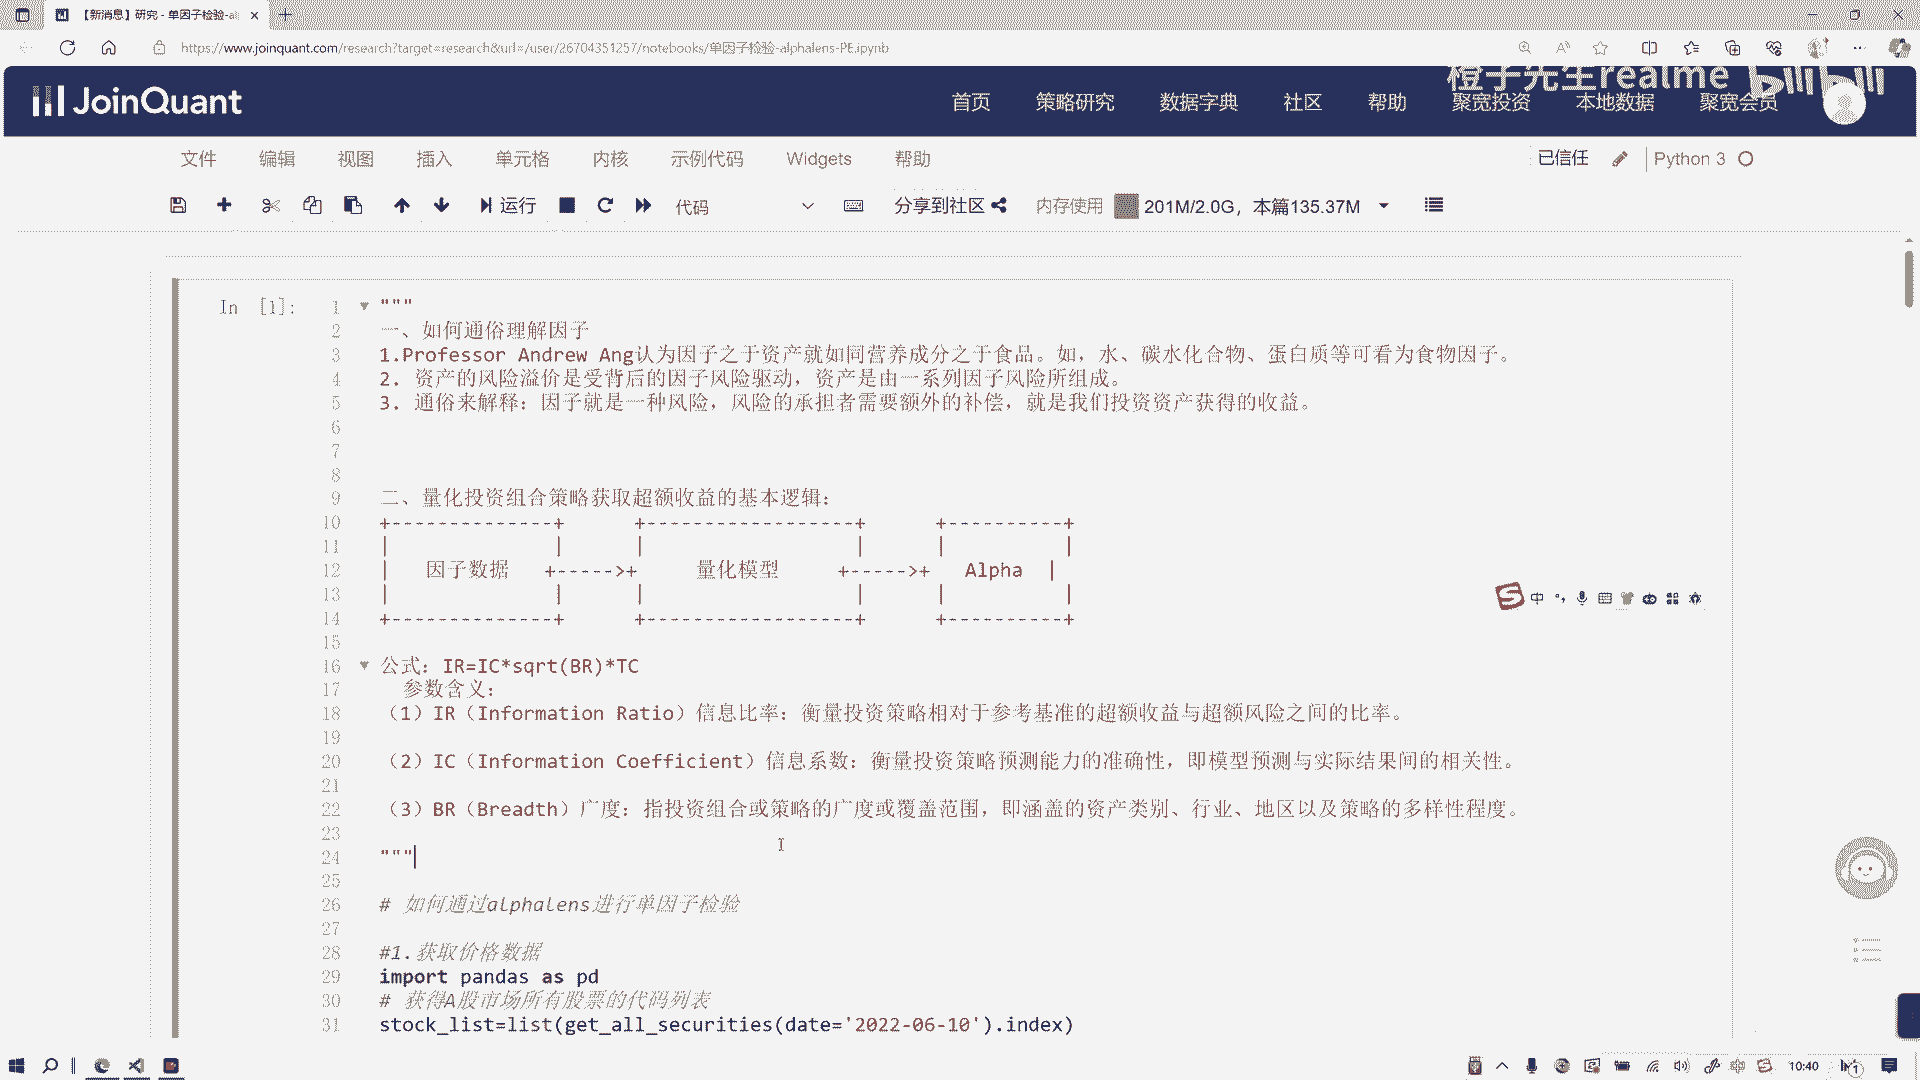 【新消息】研究 - 单因子检验-al
https://www.joinquant.com/research?target=research&url=/user/26704351257/notebooks/单因子检验-alphalens-PE.ipynb
橙子先生realme bilibili
JoinQuant 首页 策略研究 数据字典 社区 帮助 聚宽投资 本地数据 聚宽会员
文件 编辑 视图 插入 单元格 内核 示例代码 Widgets 帮助 已信任 Python 3
运行 代码 分享到社区 内存使用 201M/2.0G，本篇135.37M
In [1]:
1 """
2 一、如何通俗理解因子
3 1.Professor Andrew Ang认为因子之于资产就如同营养成分之于食品。如，水、碳水化合物、蛋白质等可看为食物因子。
4 2. 资产的风险溢价是受背后的因子风险驱动，资产是由一系列因子风险所组成。
5 3. 通俗来解释：因子就是一种风险，风险的承担者需要额外的补偿，就是我们投资资产获得的收益。
6
7
8
9 二、量化投资组合策略获取超额收益的基本逻辑：
10 +--------------+ +------------------+ +----------+
11 | | | | | |
12 | 因子数据 +----->+ 量化模型 +----->+ Alpha |
13 | | | | | |
14 +--------------+ +------------------+ +----------+
15
16 公式：IR=IC*sqrt(BR)*TC
17 参数含义：
18 （1）IR（Information Ratio）信息比率：衡量投资策略相对于参考基准的超额收益与超额风险之间的比率。
19
20 （2）IC（Information Coefficient）信息系数：衡量投资策略预测能力的准确性，即模型预测与实际结果间的相关性。
21
22 （3）BR（Breadth）广度：指投资组合或策略的广度或覆盖范围，即涵盖的资产类别、行业、地区以及策略的多样性程度。
23
24 """
25
26 # 如何通过alphalens进行单因子检验
27
28 #1.获取价格数据
29 import pandas as pd
30 # 获得A股市场所有股票的代码列表
31 stock_list=list(get_all_securities(date='2022-06-10').index)
中
10:40